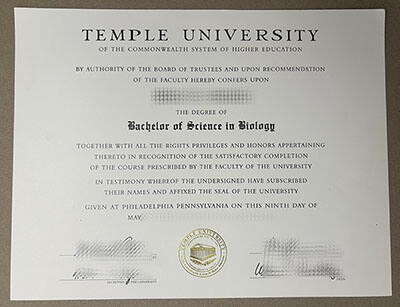 TEMPLE UNIVERSITY
OF THE COMMONWEALTH SYSTEM OF HIGHER EDUCATION
BY AUTHORITY OF THE BOARD OF TRUSTEES AND UPON RECOMMENDATION
OF THE FACULTY HEREBY CONFERS UPON
THE DEGREE OF
Bachelor of Science in Biology
TOGETHER WITH ALL THE RIGHTS PRIVILEGES AND HONORS APPERTAINING
THERETO IN RECOGNITION OF THE SATISFACTORY COMPLETION
OF THE COURSE PRESCRIBED BY THE FACULTY OF THE UNIVERSITY
IN TESTIMONY WHEREOF THE UNDERSIGNED HAVE SUBSCRIBED
THEIR NAMES AND AFFIXED THE SEAL OF THE UNIVERSITY
GIVEN AT PHILADELPHIA PENNSYLVANIA ON THIS NINTH DAY OF
MAY
TEMPLE UNIVERSITY